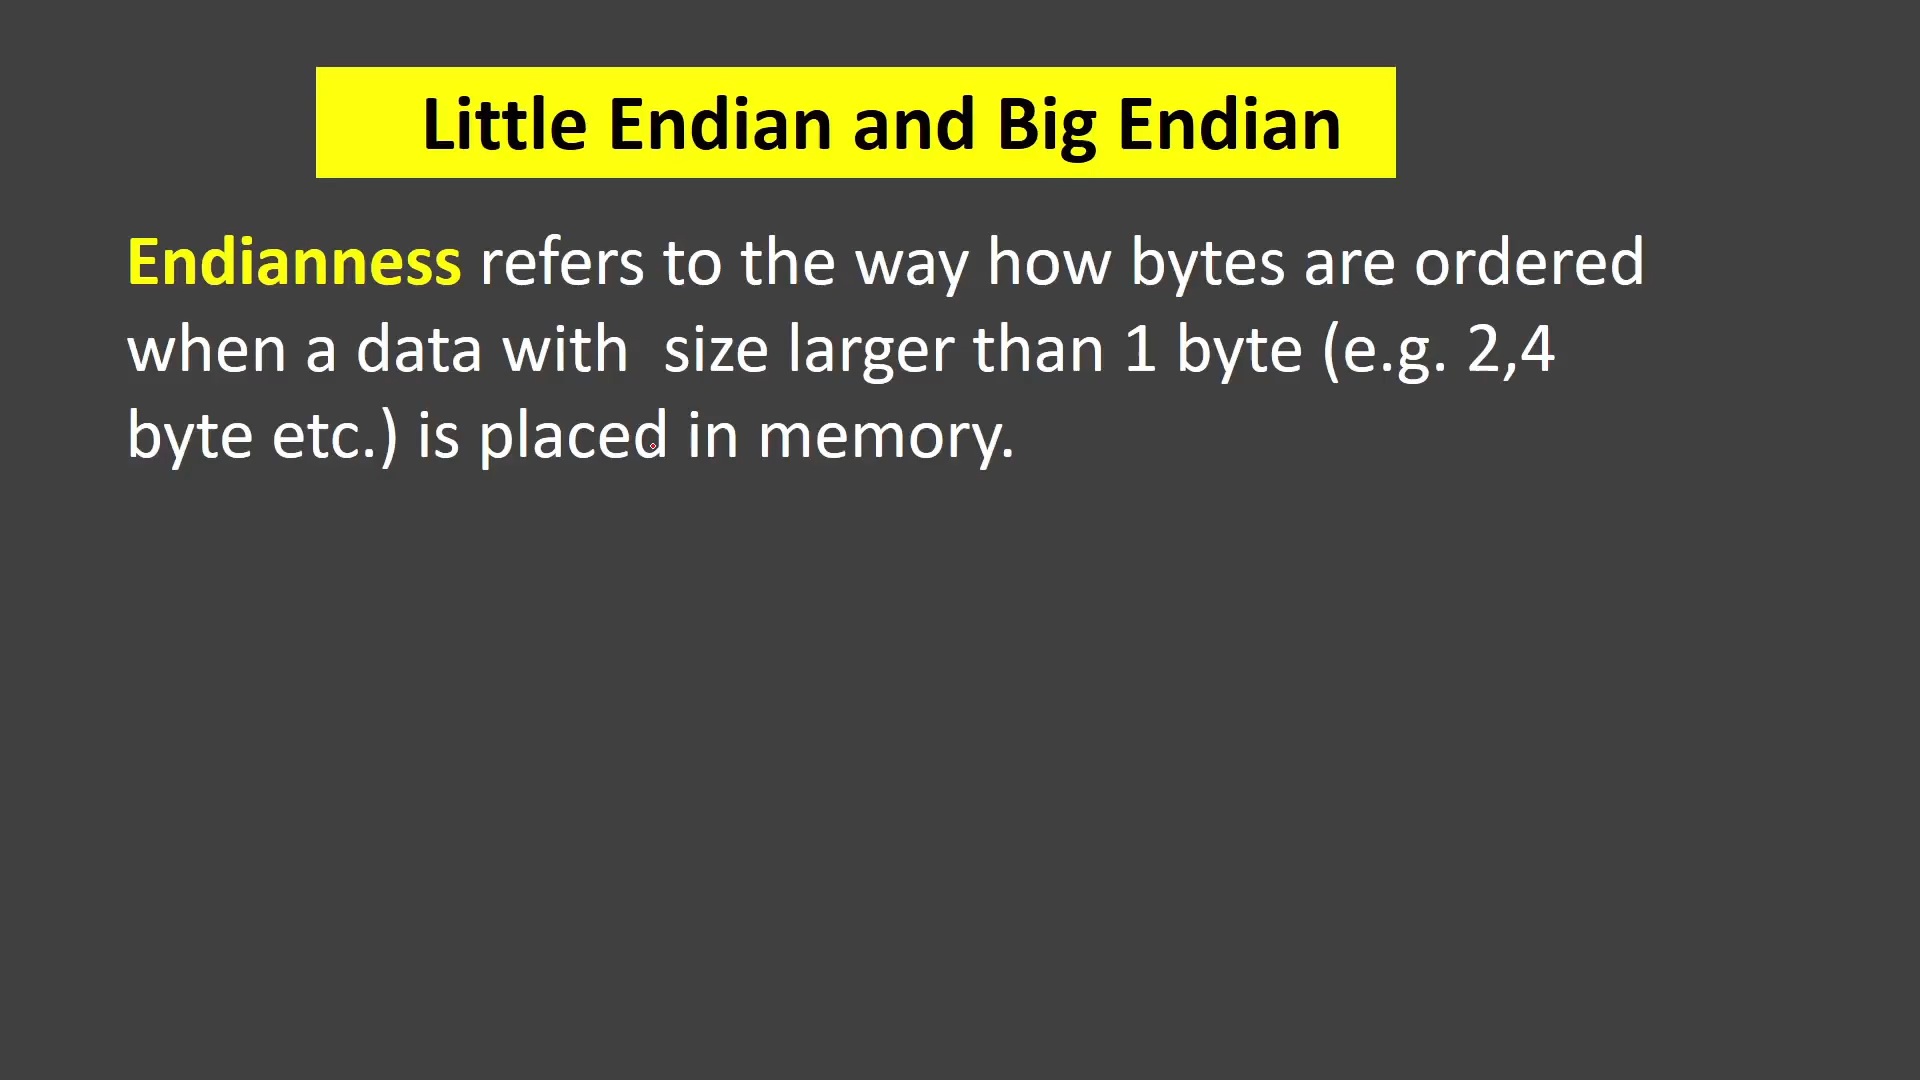 Little Endian and Big Endian
Endianness refers to the way how bytes are ordered
when a data with  size larger than 1 byte (e.g. 2,4
byte etc.) is placed in memory.